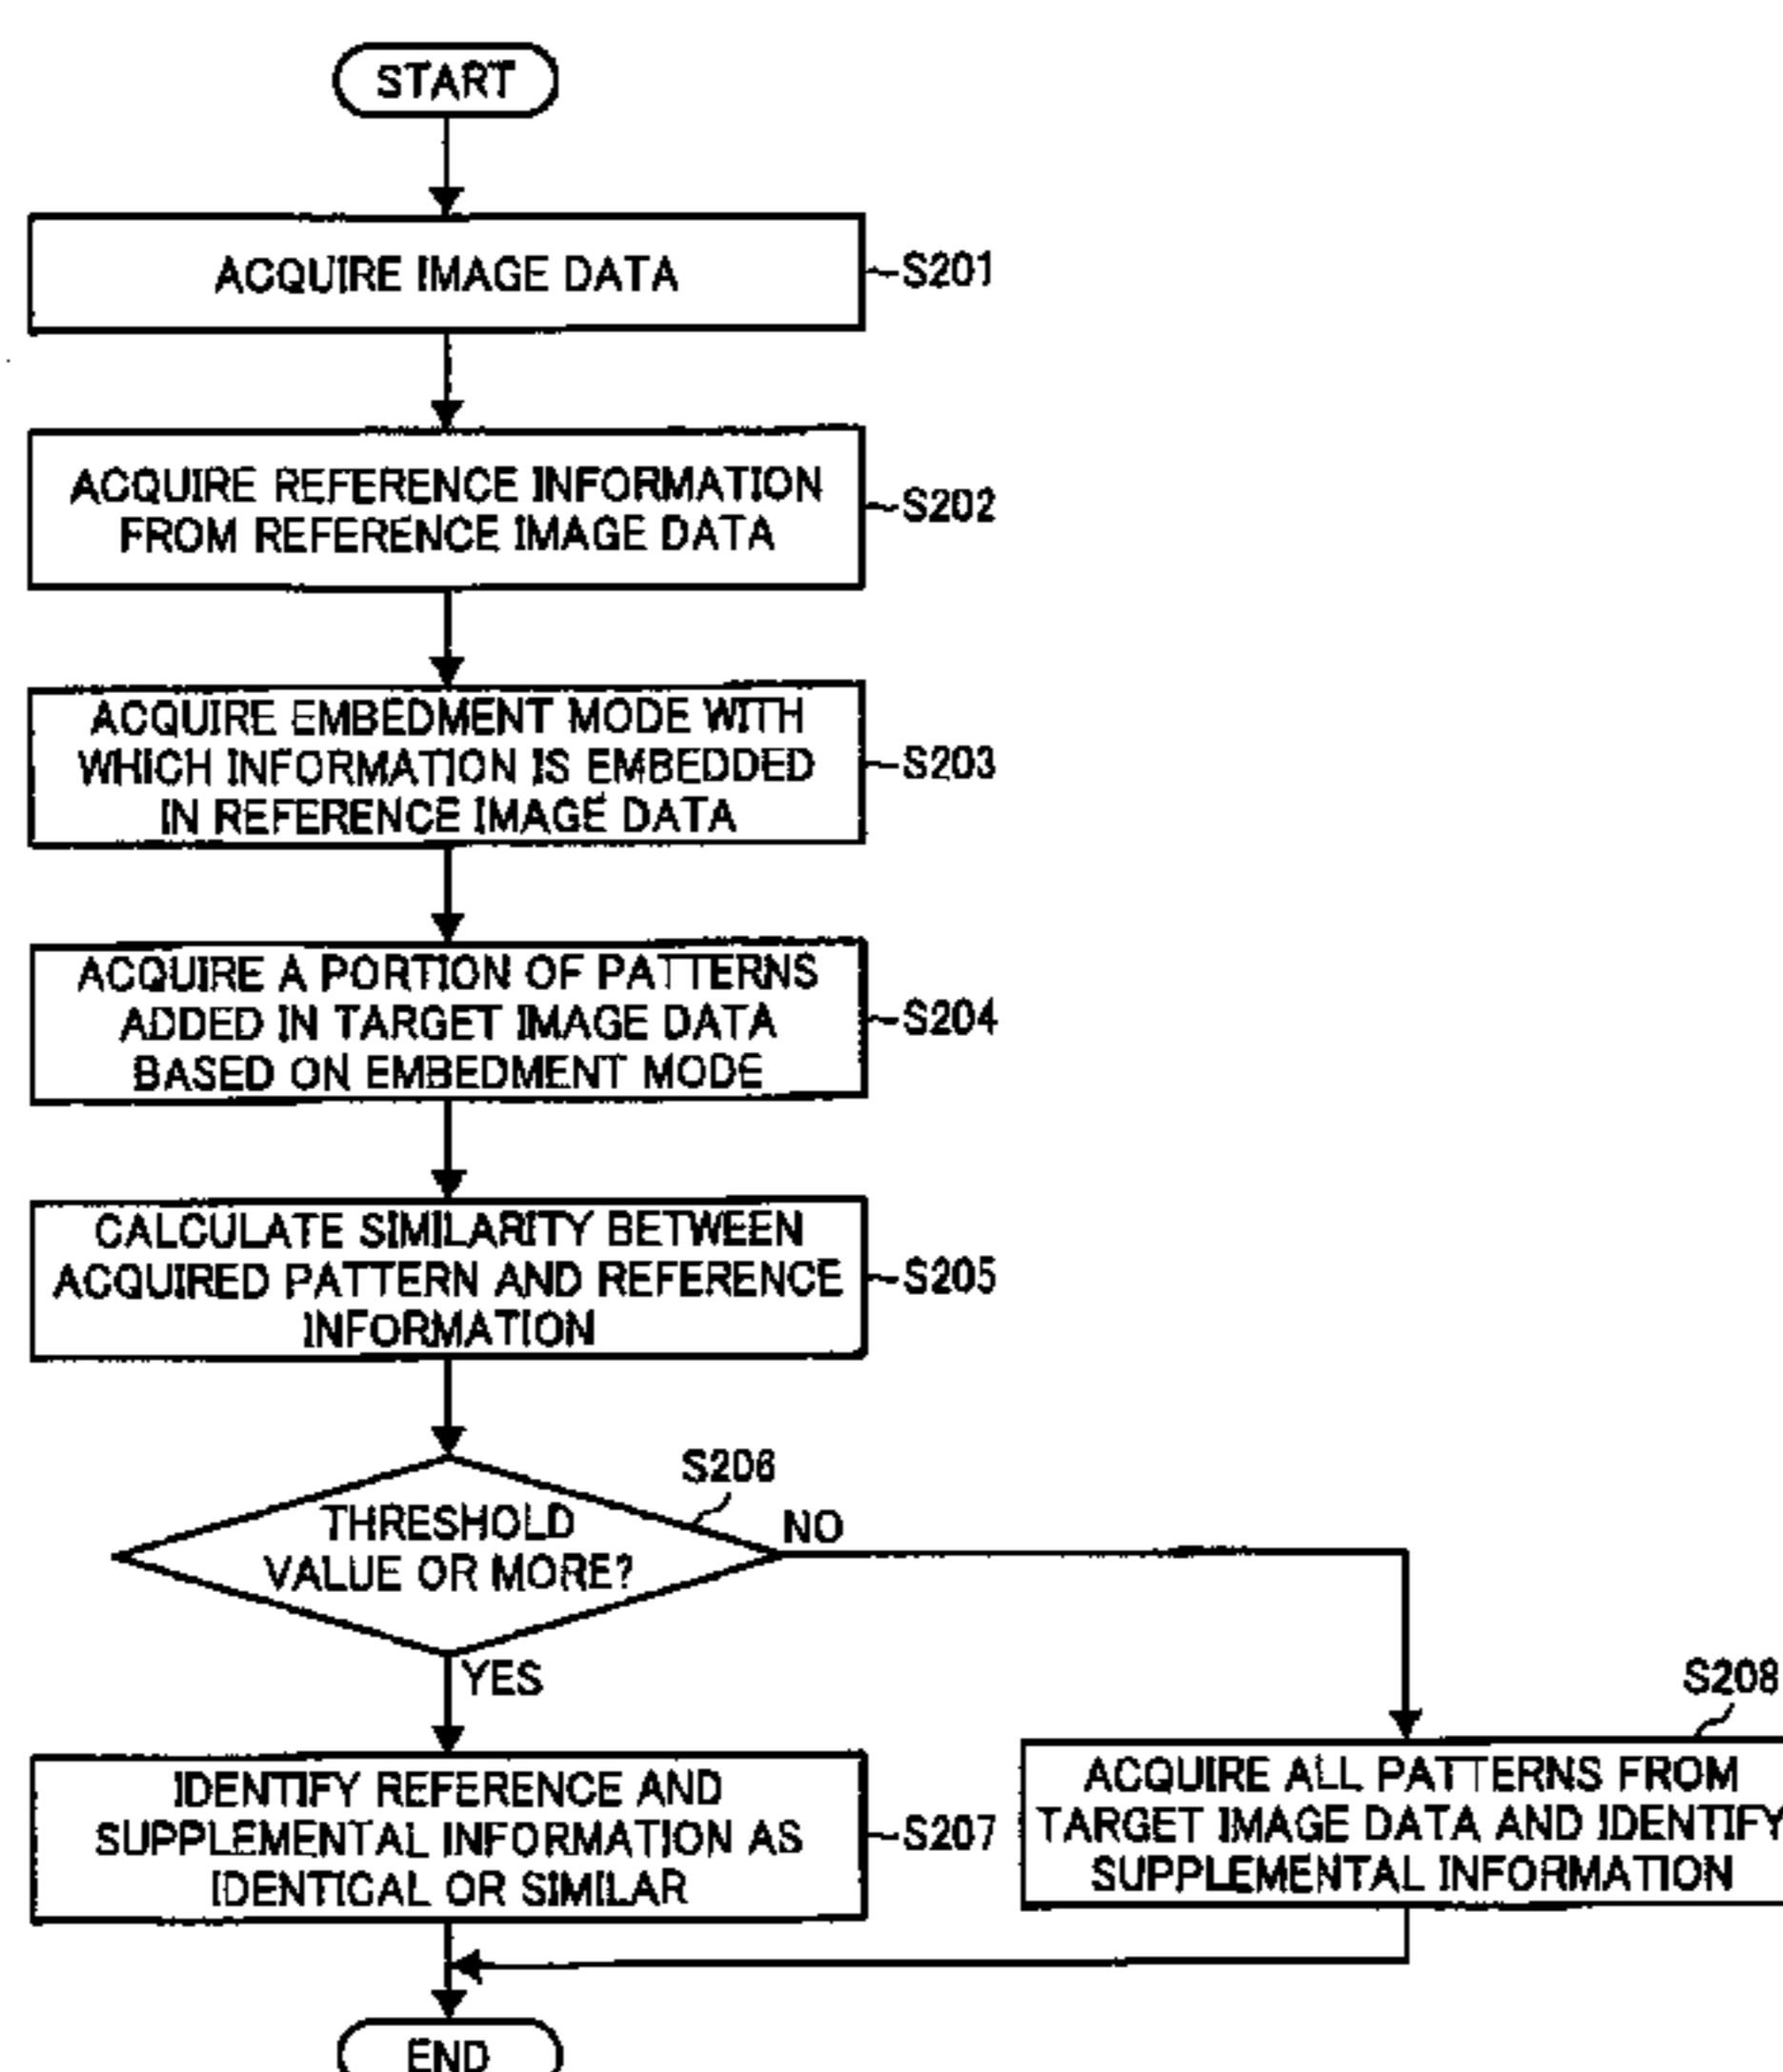 START
ACQUIRE IMAGE DATA
S201
ACQUIRE REFERENCE INFORMATION
FROM REFERENCE IMAGE DATA
S202
ACQUIRE EMBEDMENT MODE WITH
WHICH INFORMATION IS EMBEDDED
IN REFERENCE IMAGE DATA
S203
ACQUIRE A PORTION OF PATTERNS
ADDED IN TARGET IMAGE DATA
BASED ON EMBEDMENT MODE
S204
CALCULATE SIMILARITY BETWEEN
ACQUIRED PATTERN AND REFERENCE
INFORMATION
S205
S206
THRESHOLD
VALUE OR MORE?
NO
YES
IDENTIFY REFERENCE AND
SUPPLEMENTAL INFORMATION AS
IDENTICAL OR SIMILAR
S207
S208
ACQUIRE ALL PATTERNS FROM
TARGET IMAGE DATA AND IDENTIFY
SUPPLEMENTAL INFORMATION
END